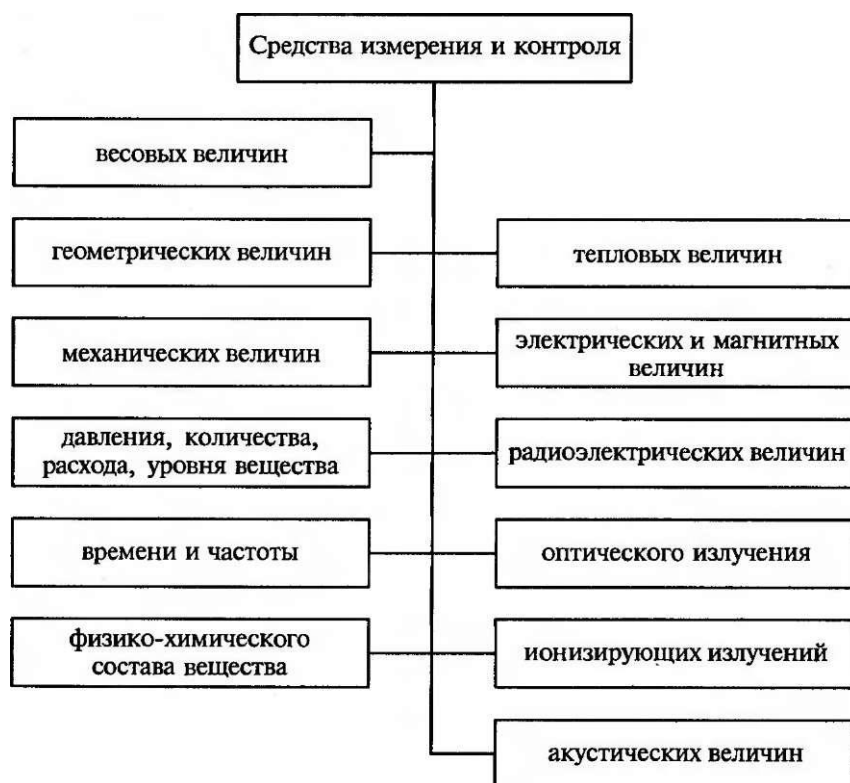 Средства измерения и контроля
весовых величин
геометрических величин
тепловых величин
механических величин
электрических и магнитных
величин
давления, количества,
расхода, уровня вещества
радиоэлектрических величин
времени и частоты
оптического излучения
физико-химического
состава вещества
ионизирующих излучений
акустических величин